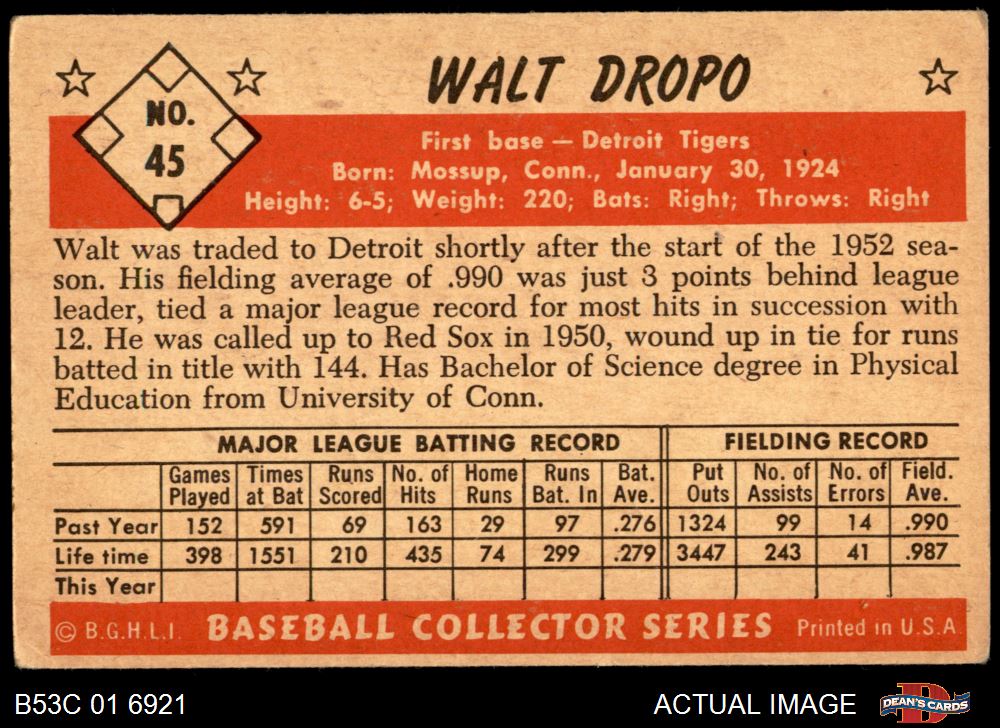 WALT DROPO
NO.
45
First base — Detroit Tigers
Born: Mossup, Conn., January 30, 1924
Height: 6-5; Weight: 220; Bats: Right; Throws: Right
Walt was traded to Detroit shortly after the start of the 1952 sea-
son. His fielding average of .990 was just 3 points behind league
leader, tied a major league record for most hits in succession with
12. He was called up to Red Sox in 1950, wound up in tie for runs
batted in title with 144. Has Bachelor of Science degree in Physical
Education from University of Conn.
MAJOR LEAGUE BATTING RECORD FIELDING RECORD
Games Times Runs No. of Home Runs Bat. Put No. of No. of Field.
Played at Bat Scored Hits Runs Bat. In Ave. Outs Assists Errors Ave.
Past Year 152 591 69 163 29 97 .276 1324 99 14 .990
Life time 398 1551 210 435 74 299 .279 3447 243 41 .987
This Year
© B.G.H.L.I. BASEBALL COLLECTOR SERIES Printed in U.S.A
B53C 01 6921 ACTUAL IMAGE D DEAN'S CARDS